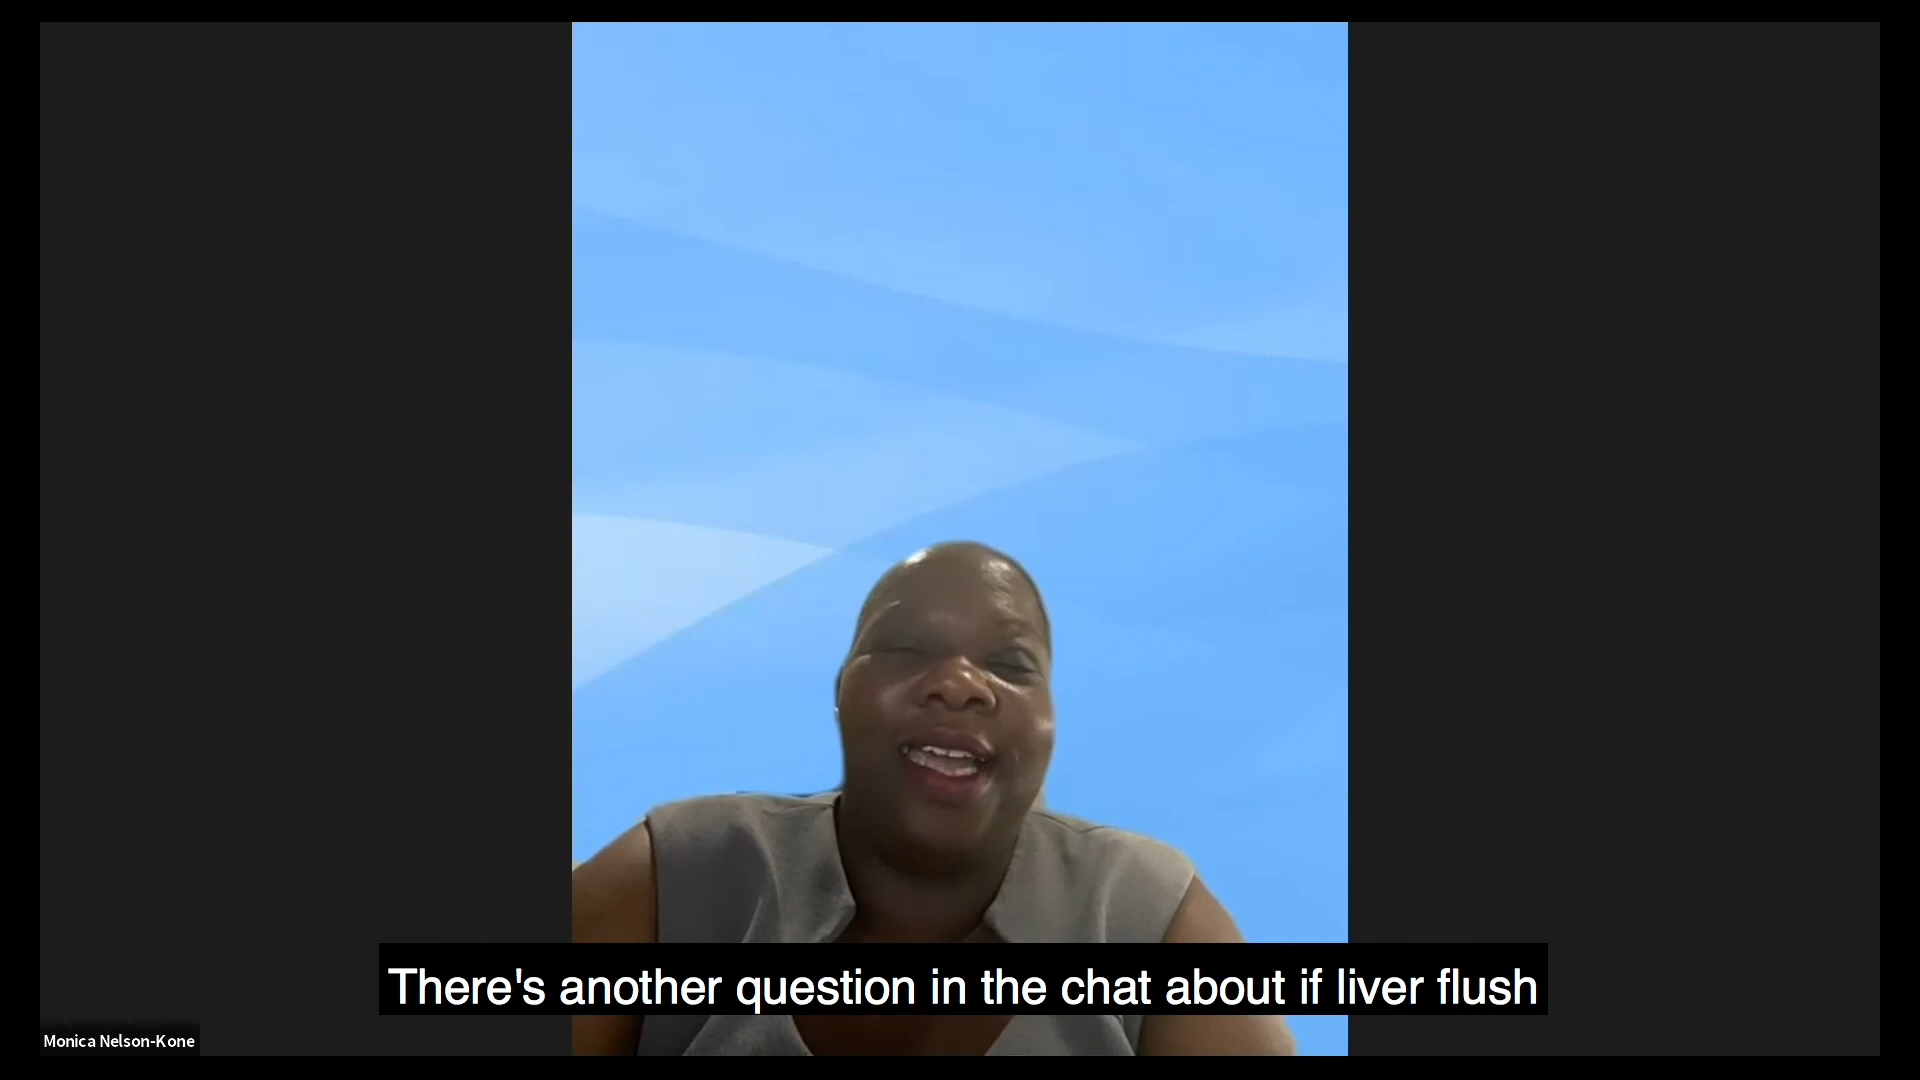 There's another question in the chat about if liver flush
Monica Nelson-Kone